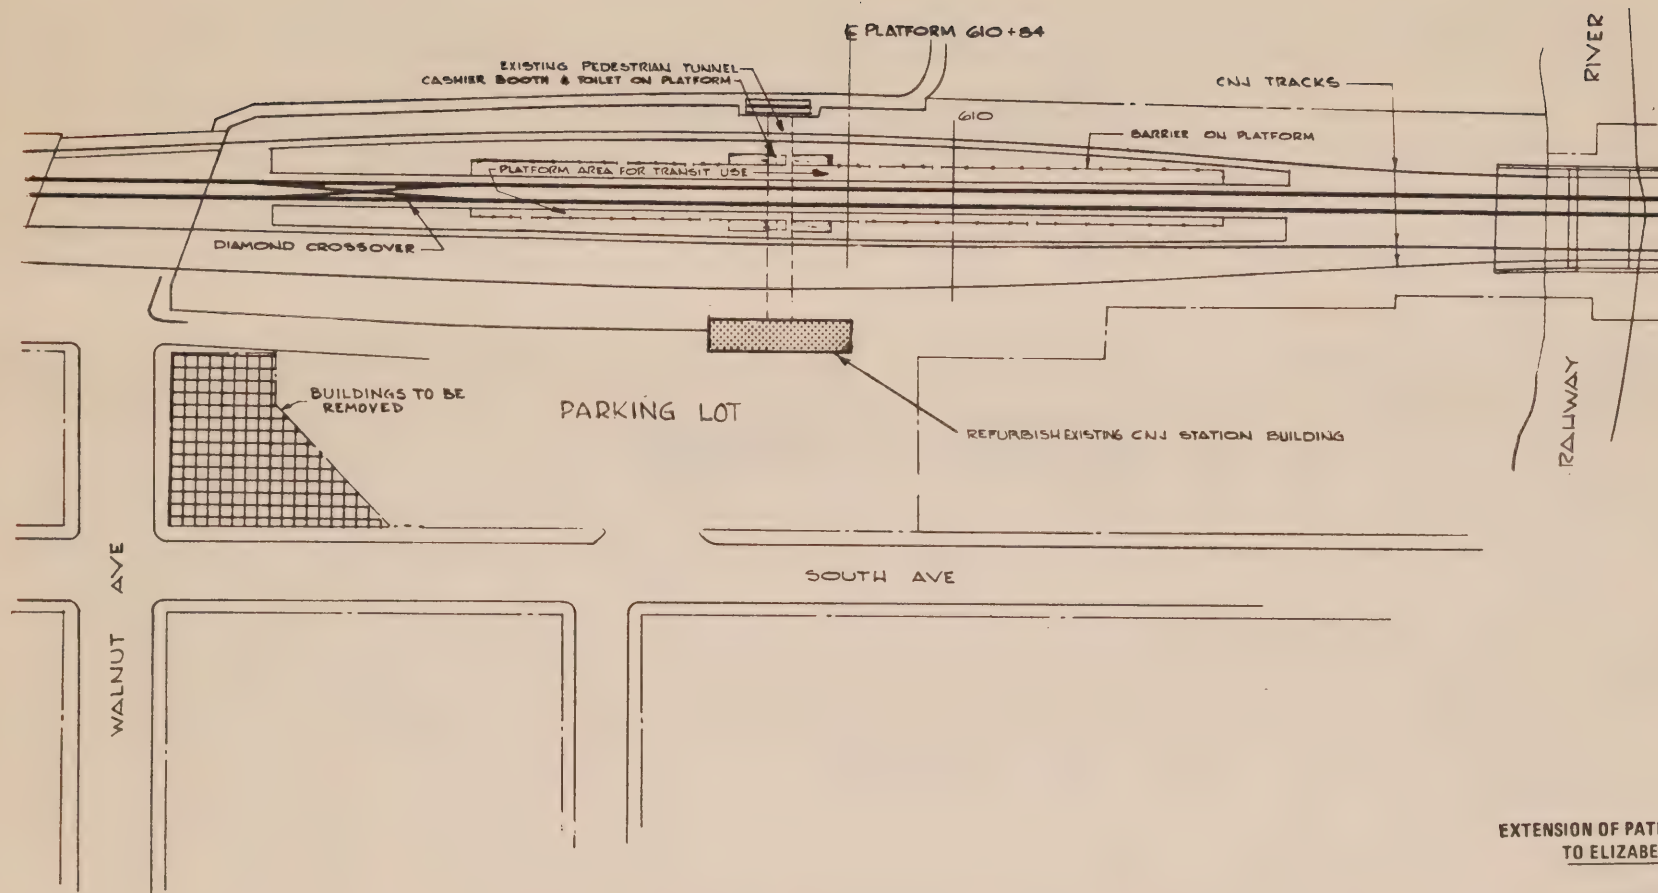 ℄ PLATFORM 610+84
EXISTING PEDESTRIAN TUNNEL
CASHIER BOOTH & TOILET ON PLATFORM
CNJ TRACKS
RIVER
610
BARRIER ON PLATFORM
PLATFORM AREA FOR TRANSIT USE
DIAMOND CROSSOVER
BUILDINGS TO BE
REMOVED
PARKING LOT
REFURBISH EXISTING CNJ STATION BUILDING
RAHWAY
SOUTH AVE
WALNUT AVE
EXTENSION OF PAT
TO ELIZABE